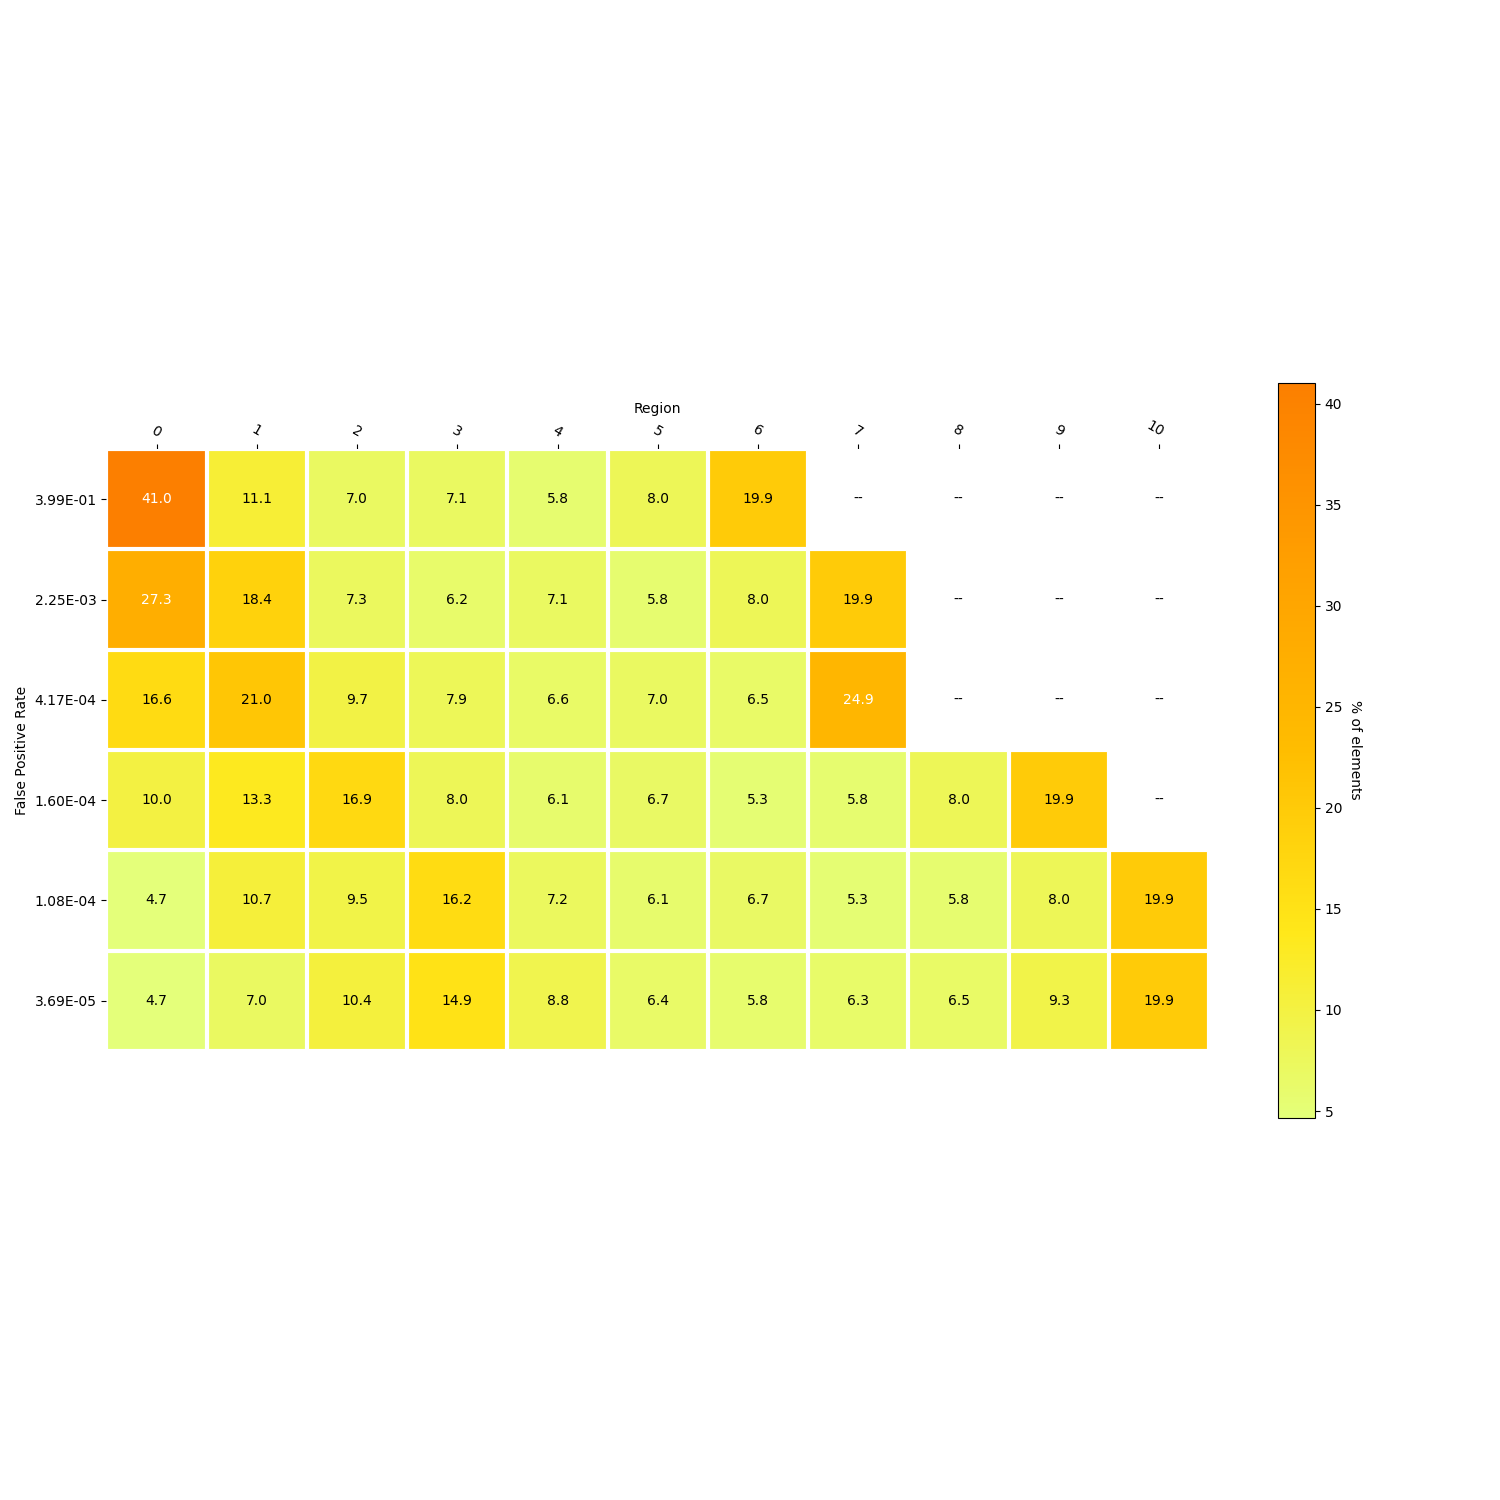 Region
0 1 2 3 4 5 6 7 8 9 10
3.99E-01 41.0 11.1 7.0 7.1 5.8 8.0 19.9 -- -- -- --
2.25E-03 27.3 18.4 7.3 6.2 7.1 5.8 8.0 19.9 -- -- --
4.17E-04 16.6 21.0 9.7 7.9 6.6 7.0 6.5 24.9 -- -- --
1.60E-04 10.0 13.3 16.9 8.0 6.1 6.7 5.3 5.8 8.0 19.9 --
1.08E-04 4.7 10.7 9.5 16.2 7.2 6.1 6.7 5.3 5.8 8.0 19.9
3.69E-05 4.7 7.0 10.4 14.9 8.8 6.4 5.8 6.3 6.5 9.3 19.9
False Positive Rate
40
35
30
25
20
15
10
5
% of elements